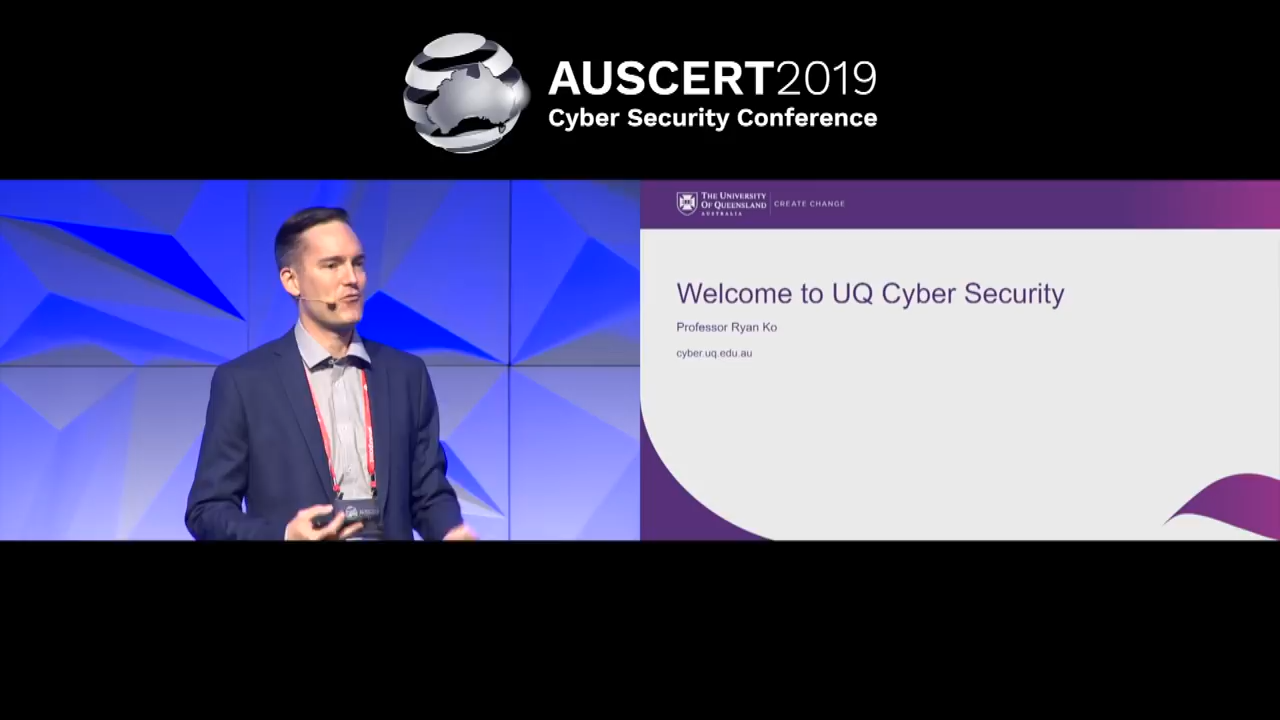 AUSCERT2019
Cyber Security Conference
THE UNIVERSITY
OF QUEENSLAND
AUSTRALIA
CREATE CHANGE
Welcome to UQ Cyber Security
Professor Ryan Ko
cyber.uq.edu.au